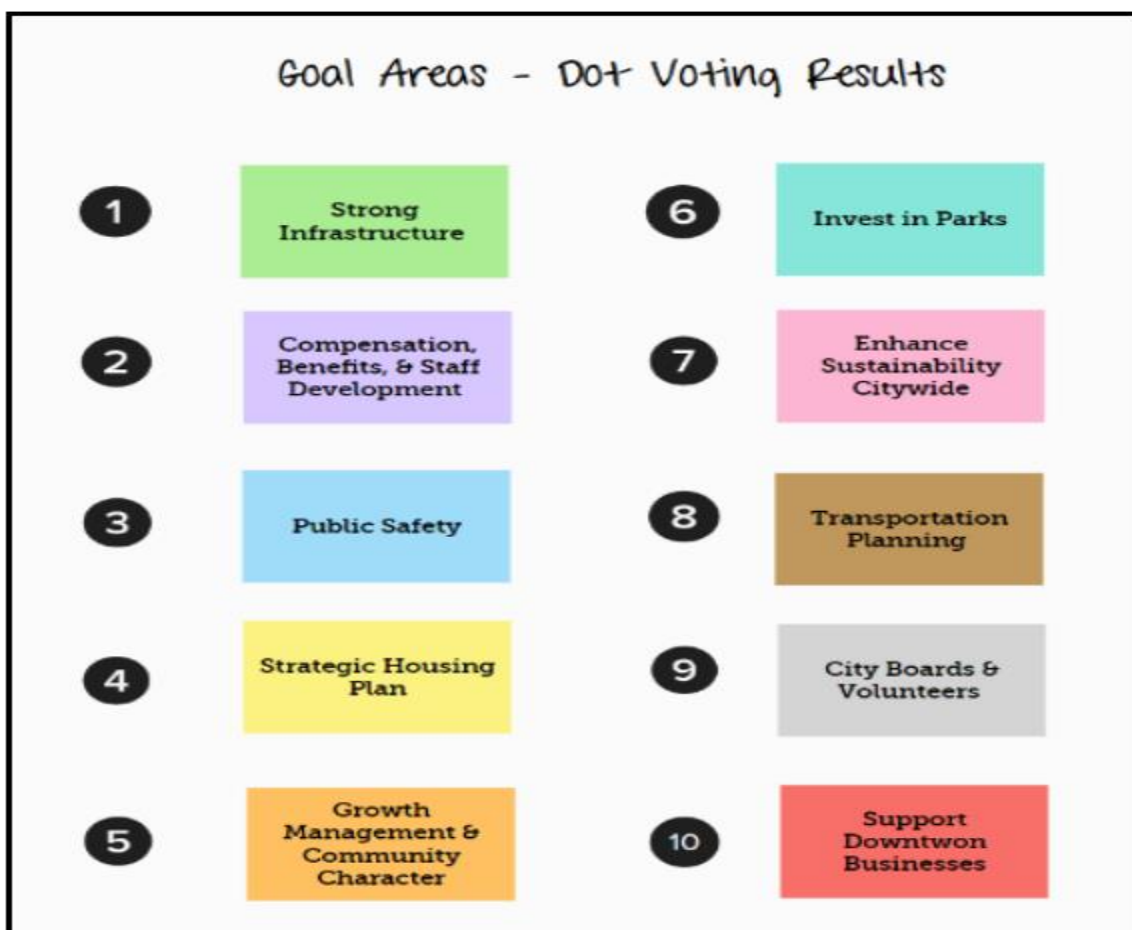 Goal Areas - Dot Voting Results
1
Strong
Infrastructure
2
Compensation,
Benefits, & Staff
Development
3
Public Safety
4
Strategic Housing
Plan
5
Growth
Management &
Community
Character
6
Invest in Parks
7
Enhance
Sustainability
Citywide
8
Transportation
Planning
9
City Boards &
Volunteers
10
Support
Downtwon
Businesses